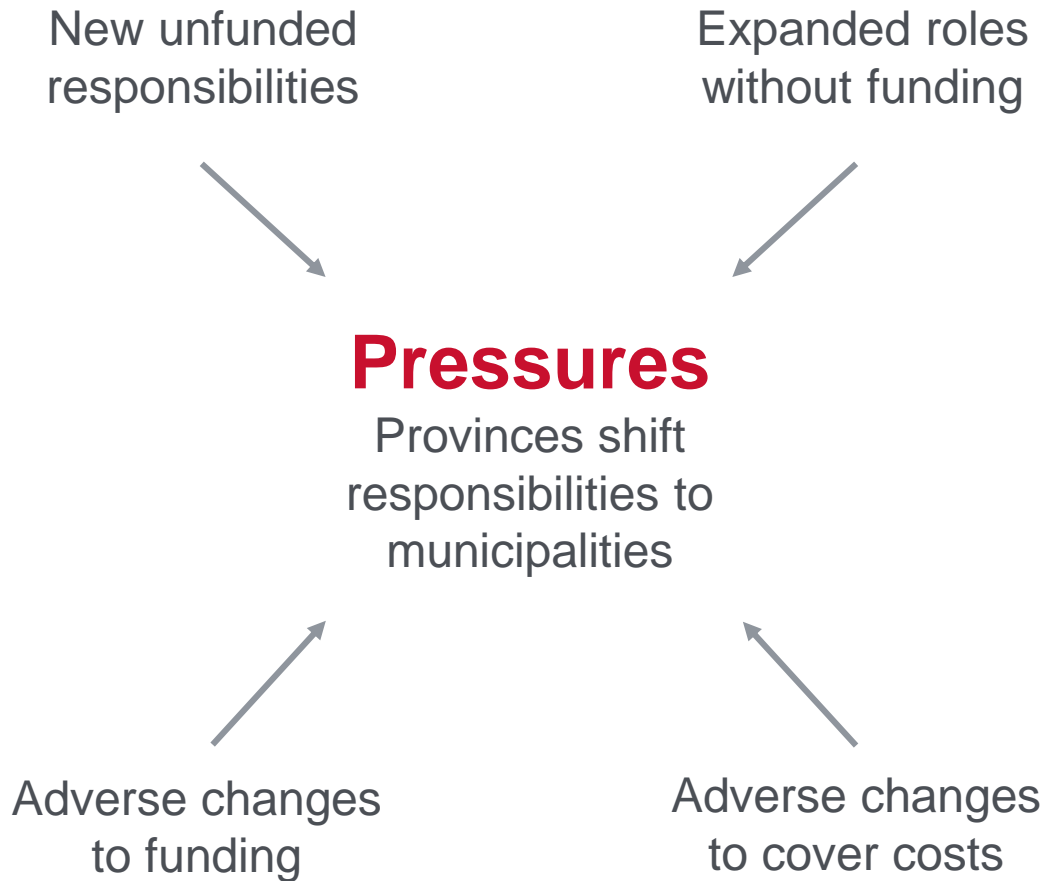 New unfunded
responsibilities
Expanded roles
without funding
Pressures
Provinces shift
responsibilities to
municipalities
Adverse changes
to funding
Adverse changes
to cover costs